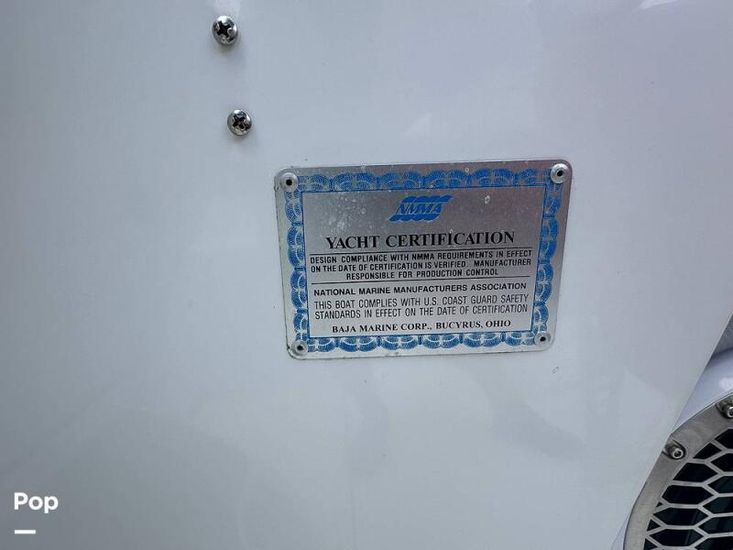 NMMA
YACHT CERTIFICATION
DESIGN COMPLIANCE WITH NMMA REQUIREMENTS IN EFFECT
ON THE DATE OF CERTIFICATION IS VERIFIED. MANUFACTURER
RESPONSIBLE FOR PRODUCTION CONTROL
NATIONAL MARINE MANUFACTURERS ASSOCIATION
THIS BOAT COMPLIES WITH U.S. COAST GUARD SAFETY
STANDARDS IN EFFECT ON THE DATE OF CERTIFICATION
BAJA MARINE CORP., BUCYRUS, OHIO
Pop